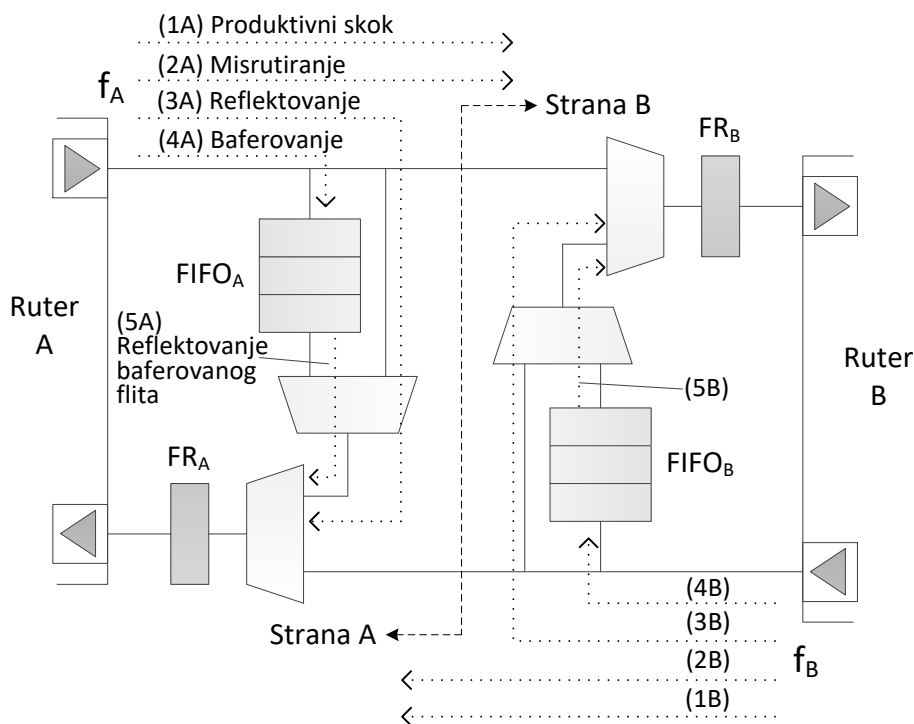 (1A) Produktivni skok
(2A) Misrutiranje
f_A
(3A) Reflektovanje
Strana B
(4A) Baferovanje
FR_B
FIFO_A
Ruter
A
(5A)
Reflektovanje
baferovanog
flita
Ruter
B
(5B)
FR_A
FIFO_B
(4B)
(3B)
Strana A
(2B)
f_B
(1B)